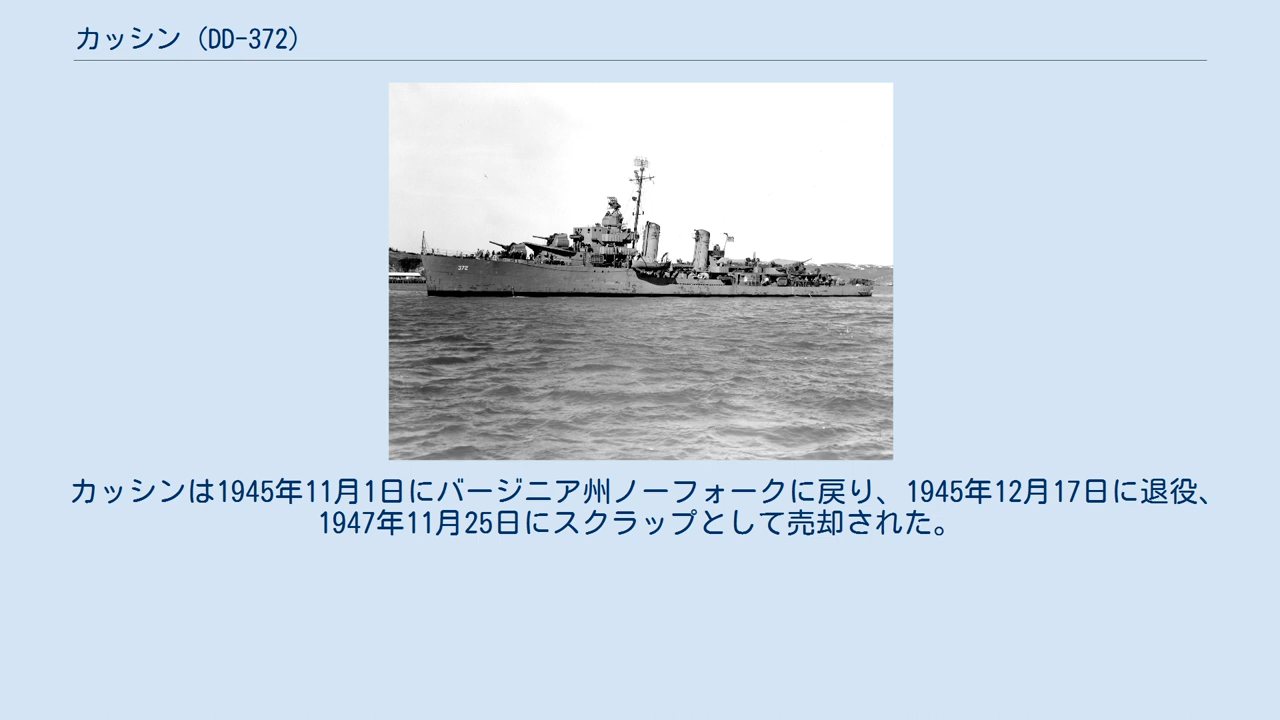 カッシン（DD-372）
372
カッシンは1945年11月1日にバージニア州ノーフォークに戻り、1945年12月17日に退役、
1947年11月25日にスクラップとして売却された。